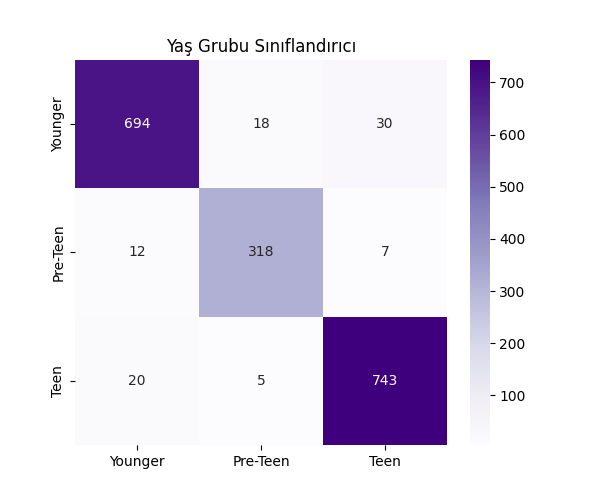 Yaş Grubu Sınıflandırıcı
Younger
694
18
30
Pre-Teen
12
318
7
Teen
20
5
743
Younger
Pre-Teen
Teen
700
600
500
400
300
200
100